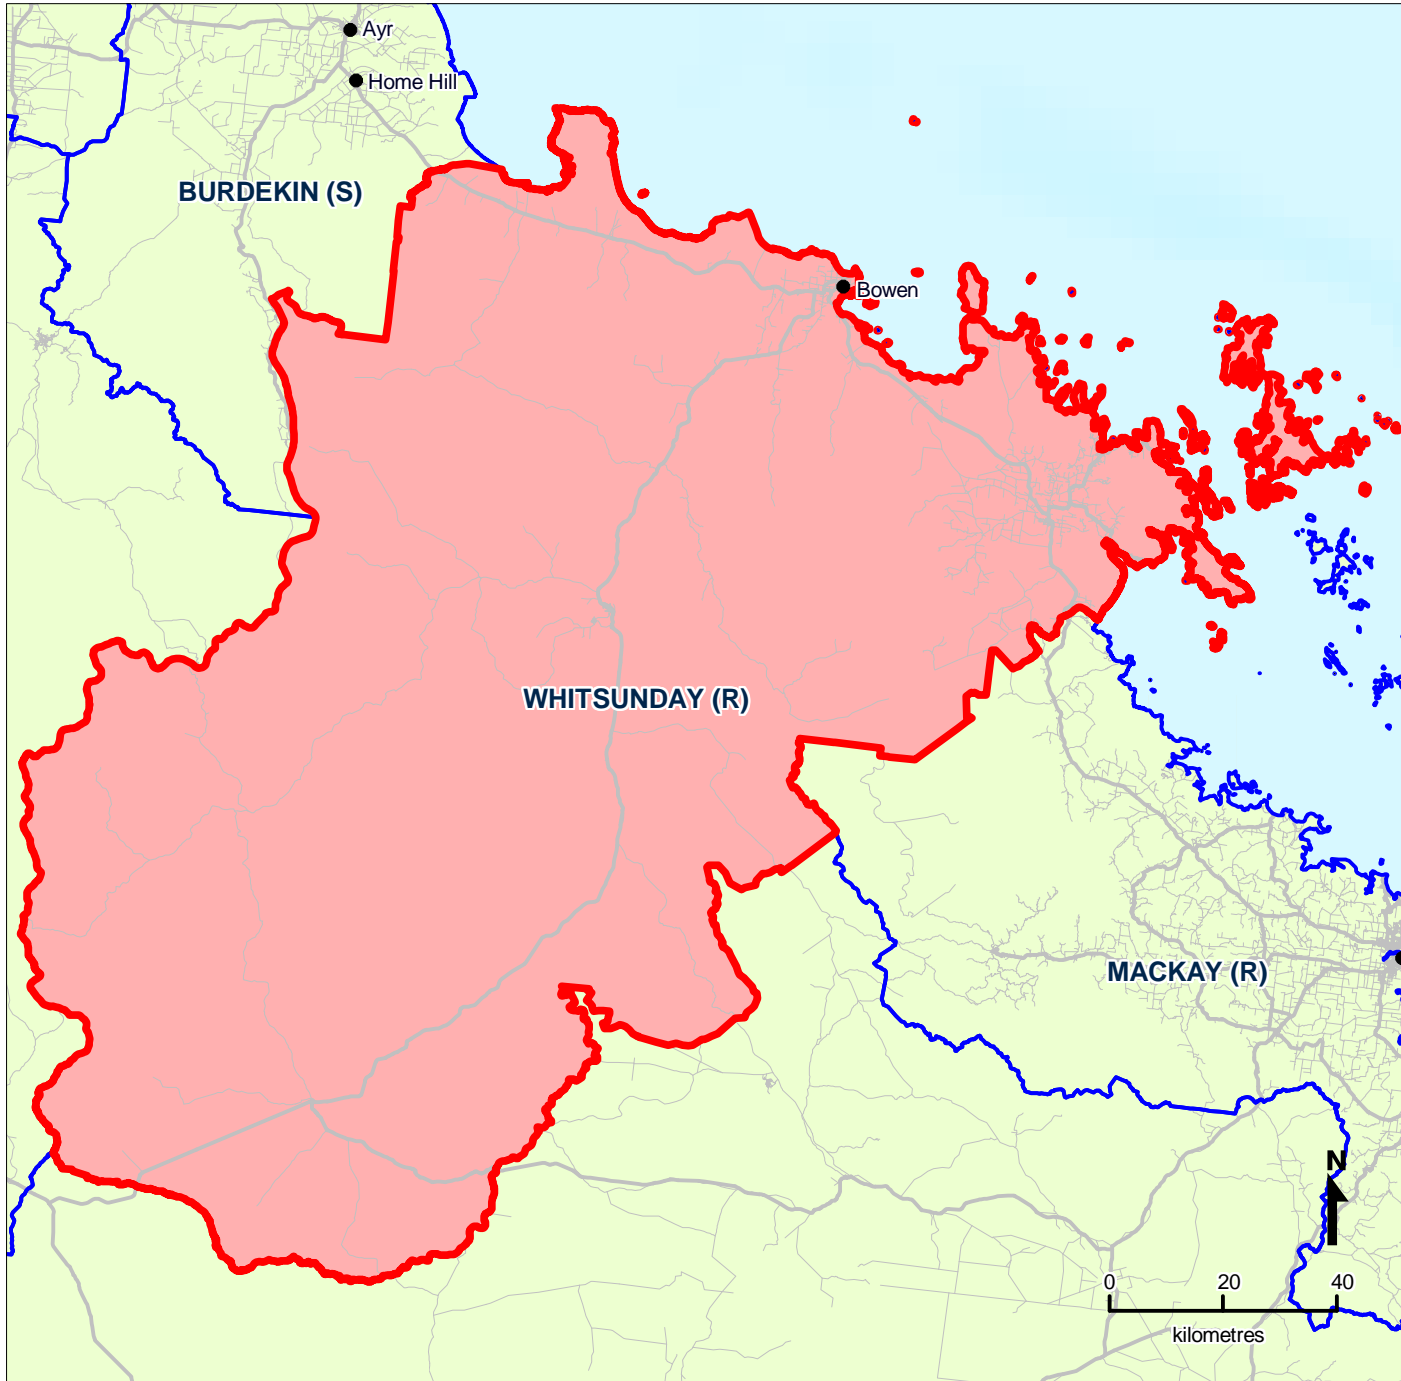 Ayr
Home Hill
BURDEKIN (S)
Bowen
WHITSUNDAY (R)
MACKAY (R)
N
0 20 40
kilometres